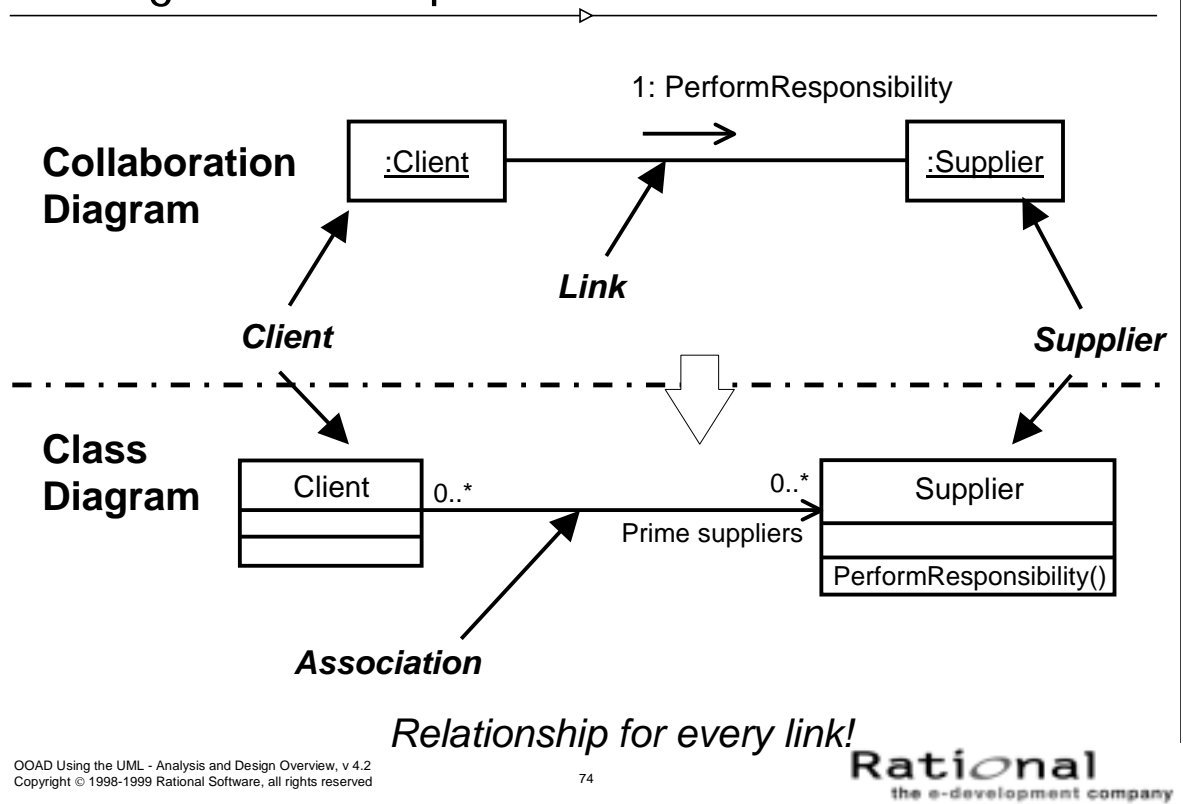 1: PerformResponsibility
Collaboration
Diagram
:Client
:Supplier
Link
Client
Supplier
Class
Diagram
Client
0..*
0..*
Supplier
Prime suppliers
PerformResponsibility()
Association
Relationship for every link!
OOAD Using the UML - Analysis and Design Overview, v 4.2
Copyright © 1998-1999 Rational Software, all rights reserved
74
Rational
the e-development company